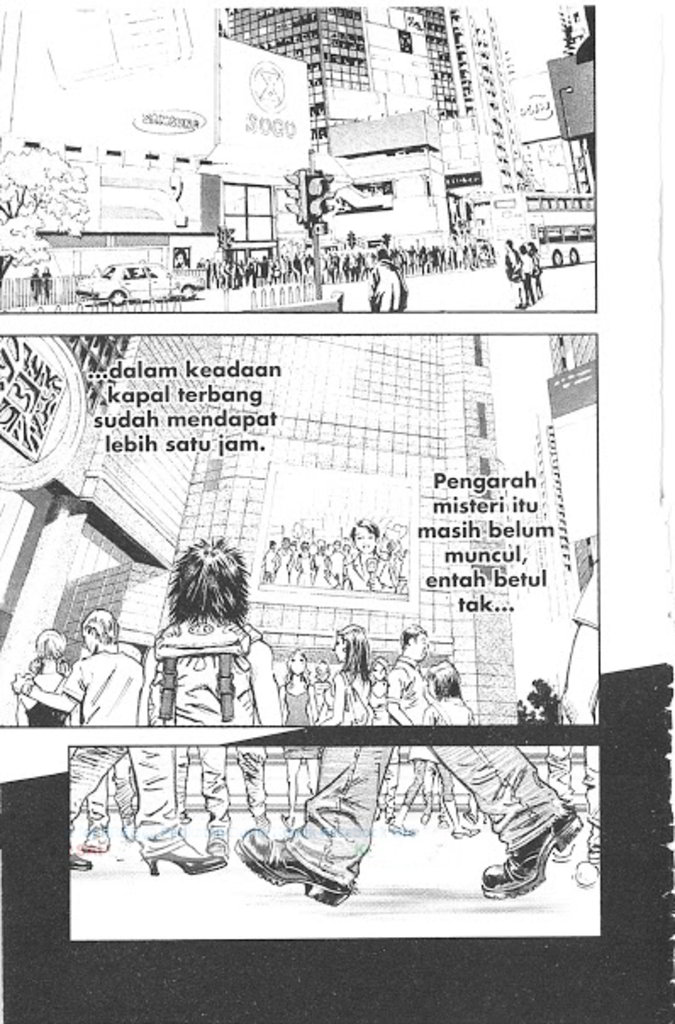 SAMSUNG
SOGO
...dalam keadaan
kapal terbang
sudah mendapat
lebih satu jam.
Pengarah
misteri itu
masih belum
muncul,
entah betul
tak...